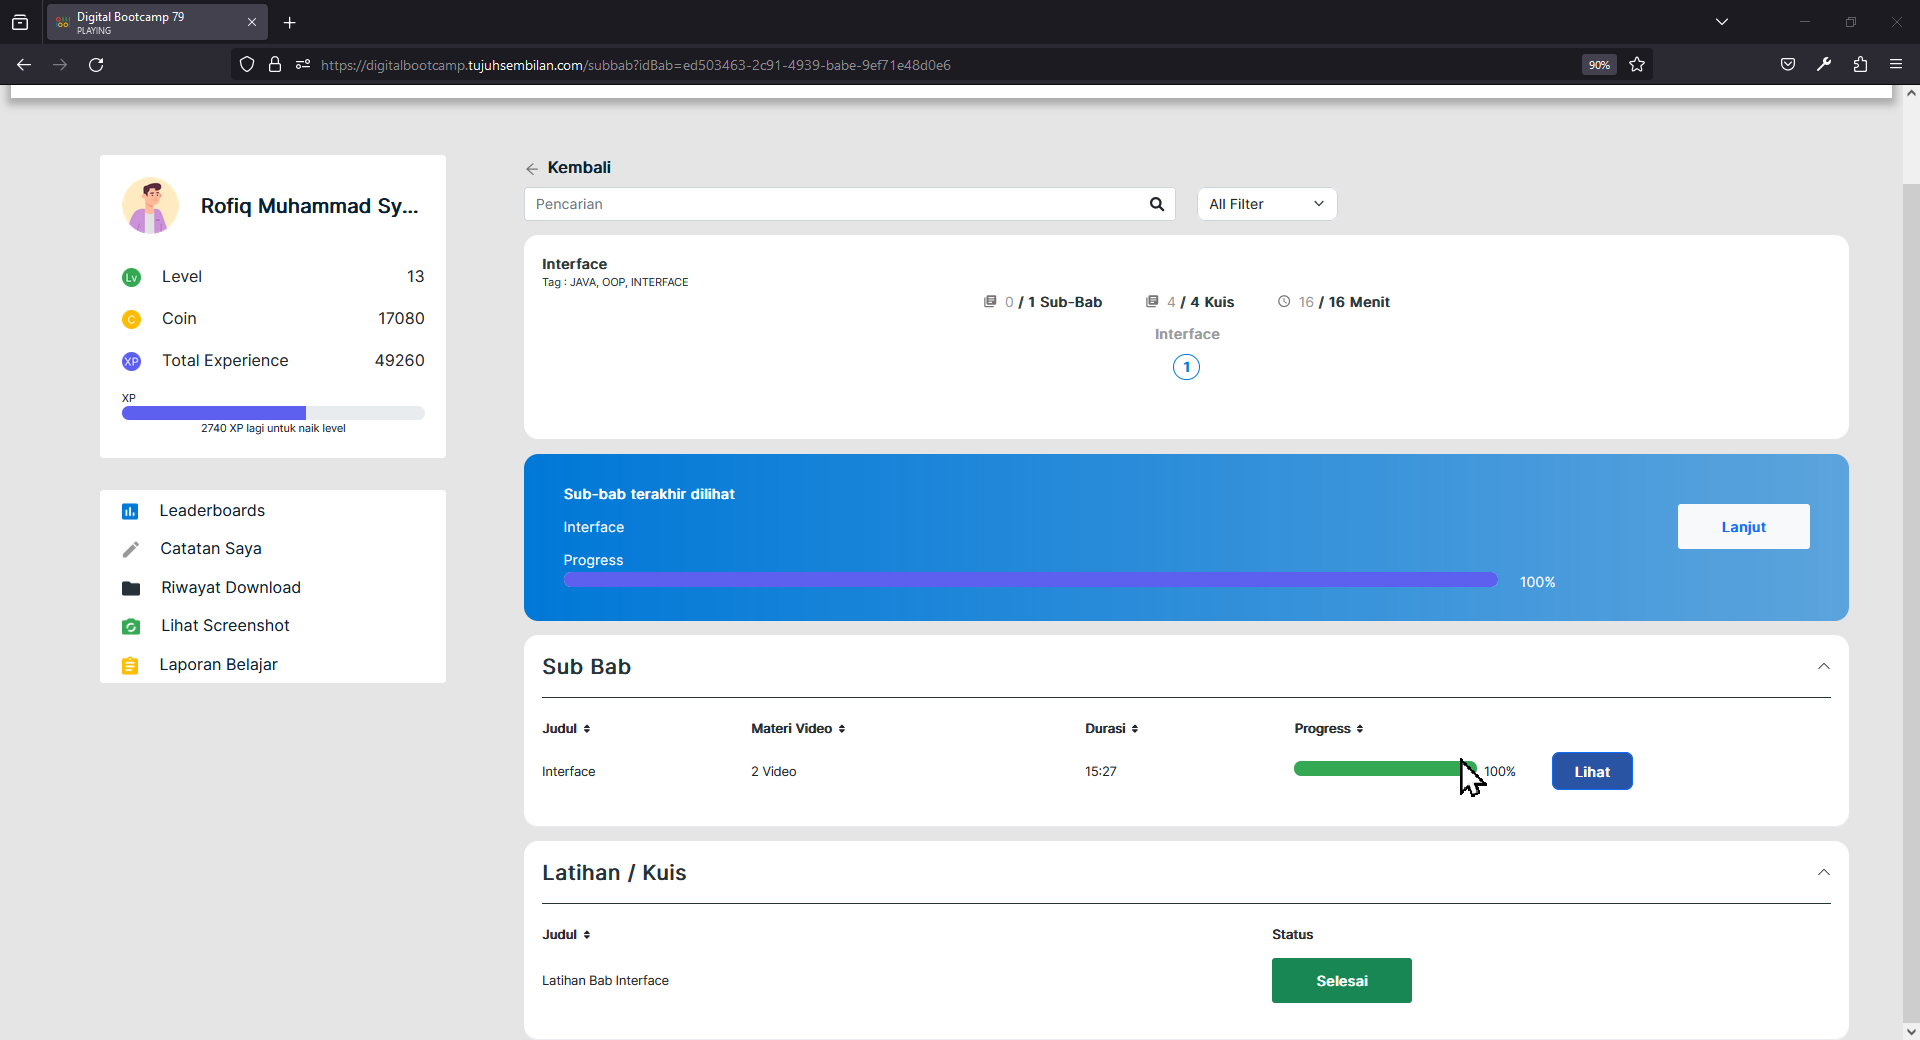 Digital Bootcamp 79
PLAYING
https://digitalbootcamp.tujuhsembilan.com/subbab?idBab=ed503463-2c91-4939-babe-9ef71e48d0e6
90%
Rofiq Muhammad Sy...
Lv Level 13
C Coin 17080
XP Total Experience 49260
XP
2740 XP lagi untuk naik level
Leaderboards
Catatan Saya
Riwayat Download
Lihat Screenshot
Laporan Belajar
Kembali
Pencarian
All Filter
Interface
Tag : JAVA, OOP, INTERFACE
0 / 1 Sub-Bab 4 / 4 Kuis 16 / 16 Menit
Interface
1
Sub-bab terakhir dilihat
Interface
Lanjut
Progress
100%
Sub Bab
Judul Materi Video Durasi Progress
Interface 2 Video 15:27 100% Lihat
Latihan / Kuis
Judul Status
Latihan Bab Interface Selesai